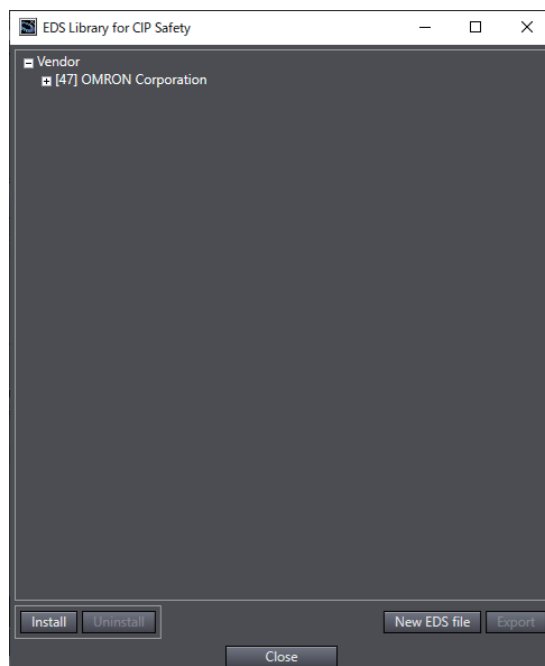 EDS Library for CIP Safety
Vendor
[47] OMRON Corporation
Install Uninstall New EDS file Export
Close